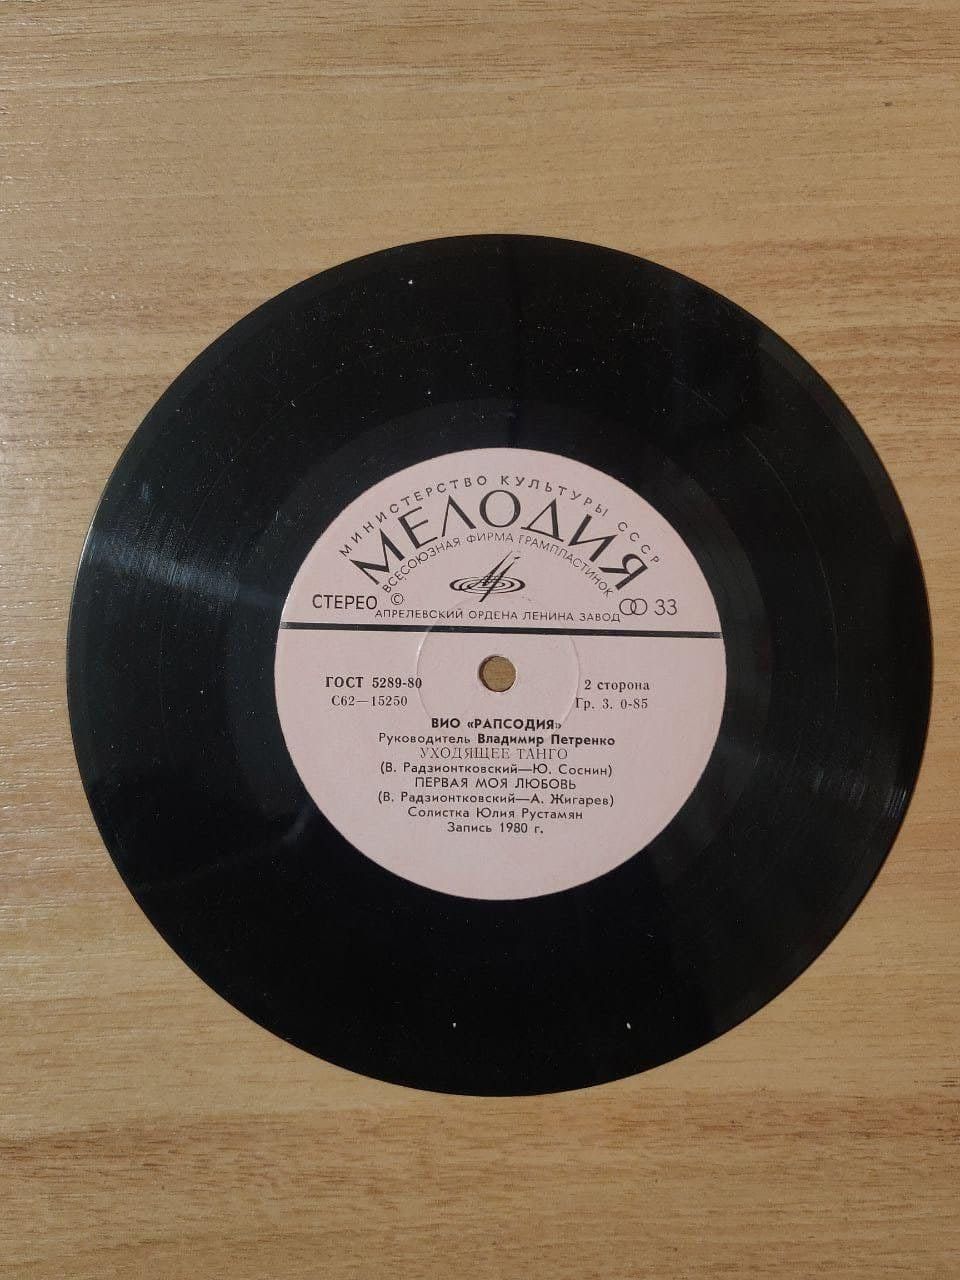 МИНИСТЕРСТВО КУЛЬТУРЫ СССР
МЕЛОДИЯ
ВСЕСОЮЗНАЯ ФИРМА ГРАМПЛАСТИНОК
СТЕРЕО © 33
АПРЕЛЕВСКИЙ ОРДЕНА ЛЕНИНА ЗАВОД
ГОСТ 5289-80 2 сторона
С62—15250 Гр. 3. 0-85
ВИО «РАПСОДИЯ»
Руководитель Владимир Петренко
УХОДЯЩЕЕ ТАНГО
(В. Радзионтковский—Ю. Соснин)
ПЕРВАЯ МОЯ ЛЮБОВЬ
(В. Радзионтковский—А. Жигарев)
Солистка Юлия Рустамян
Запись 1980 г.